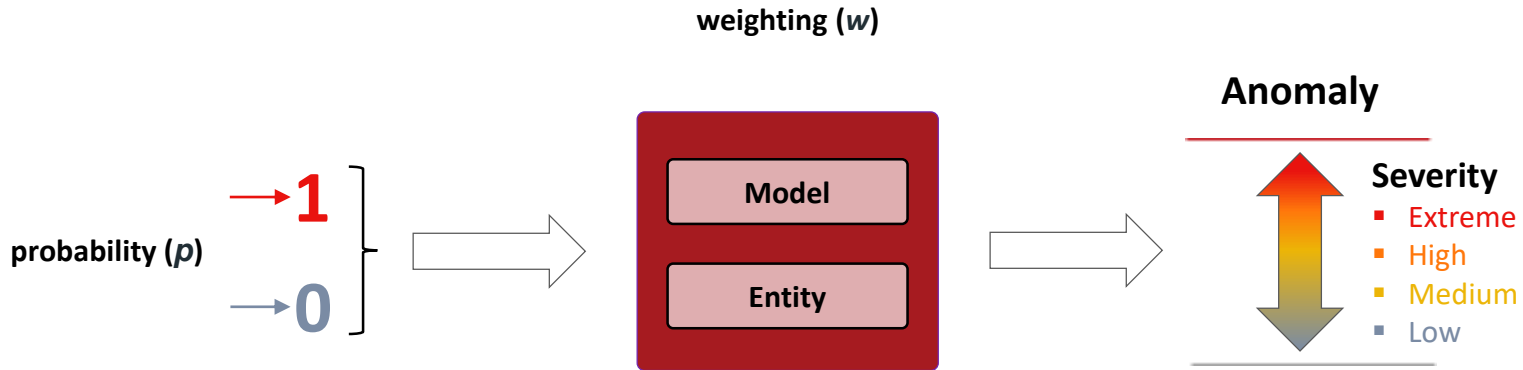 weighting (w)
probability (p)
1
0
Model
Entity
Anomaly
Severity
▪ Extreme
▪ High
▪ Medium
▪ Low